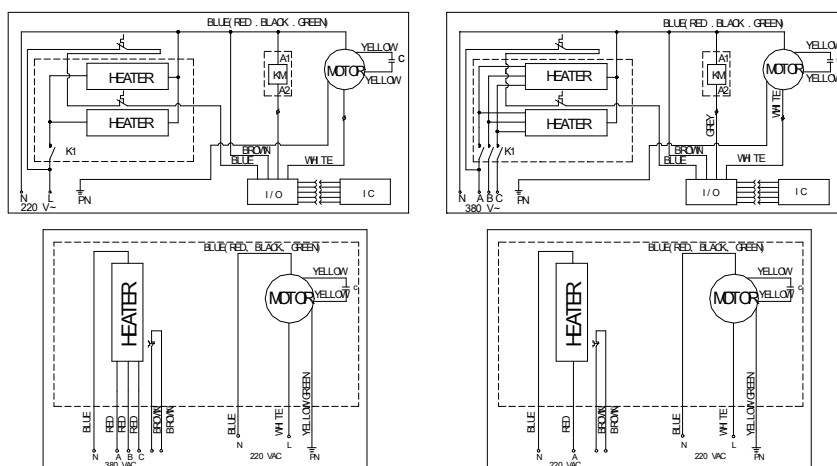 BLUE(RED . BLACK . GREEN)
A1
KM
A2
MOTOR
YELLOW
YELLOW
C
HEATER
HEATER
K1
BROWN
BLUE
WHITE
I/O
IC
N
L
PN
220 V~
BLUE(RED . BLACK . GREEN)
A1
KM
A2
MOTOR
YELLOW
YELLOW
C
HEATER
HEATER
GREY
WHITE
K1
BROWN
BLUE
WHITE
I/O
IC
N
A
B
C
PN
380 V~
BLUE(RED, BLACK, GREEN)
HEATER
MOTOR
YELLOW
YELLOW
C
BLUE
RED
RED
RED
BROWN
BROWN
BLUE
WHITE
YELLOWGREEN
N
A
B
C
380 VAC
N
L
220 VAC
PN
BLUE(RED, BLACK, GREEN)
HEATER
MOTOR
YELLOW
YELLOW
C
BLUE
RED
BROWN
BROWN
BLUE
WHITE
YELLOWGREEN
N
A
220 VAC
N
L
220 VAC
PN